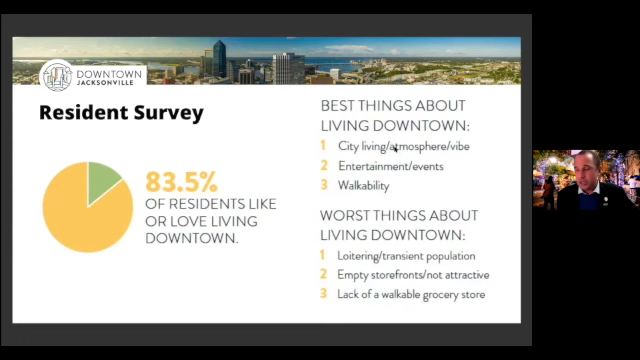 DOWNTOWN
JACKSONVILLE
Resident Survey
83.5%
OF RESIDENTS LIKE
OR LOVE LIVING
DOWNTOWN.
BEST THINGS ABOUT
LIVING DOWNTOWN:
1 City living/atmosphere/vibe
2 Entertainment/events
3 Walkability
WORST THINGS ABOUT
LIVING DOWNTOWN:
1 Loitering/transient population
2 Empty storefronts/not attractive
3 Lack of a walkable grocery store